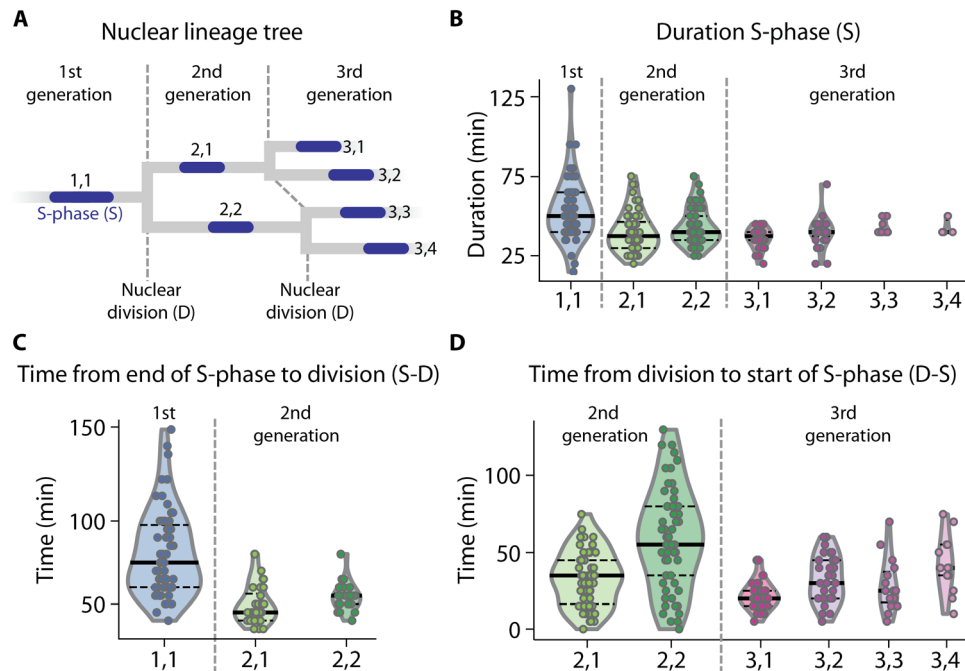 A
Nuclear lineage tree
1st
generation
2nd
generation
3rd
generation
1,1
S-phase (S)
2,1
2,2
3,1
3,2
3,3
3,4
Nuclear
division (D)
Nuclear
division (D)
B
Duration S-phase (S)
1st
2nd
generation
3rd
generation
Duration (min)
125
75
25
1,1
2,1
2,2
3,1
3,2
3,3
3,4
C
Time from end of S-phase to division (S-D)
1st
2nd
generation
Time (min)
150
100
50
1,1
2,1
2,2
D
Time from division to start of S-phase (D-S)
2nd
generation
3rd
generation
Time (min)
100
50
0
2,1
2,2
3,1
3,2
3,3
3,4